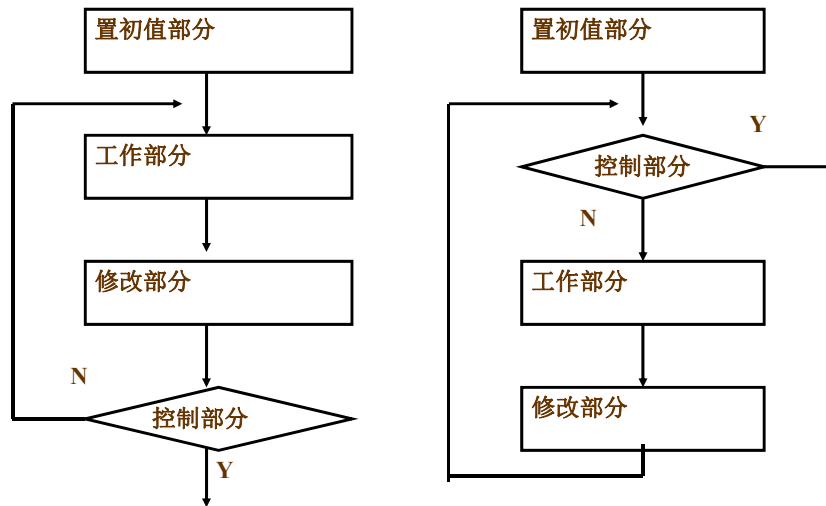 置初值部分
工作部分
修改部分
N
控制部分
Y
置初值部分
Y
控制部分
N
工作部分
修改部分